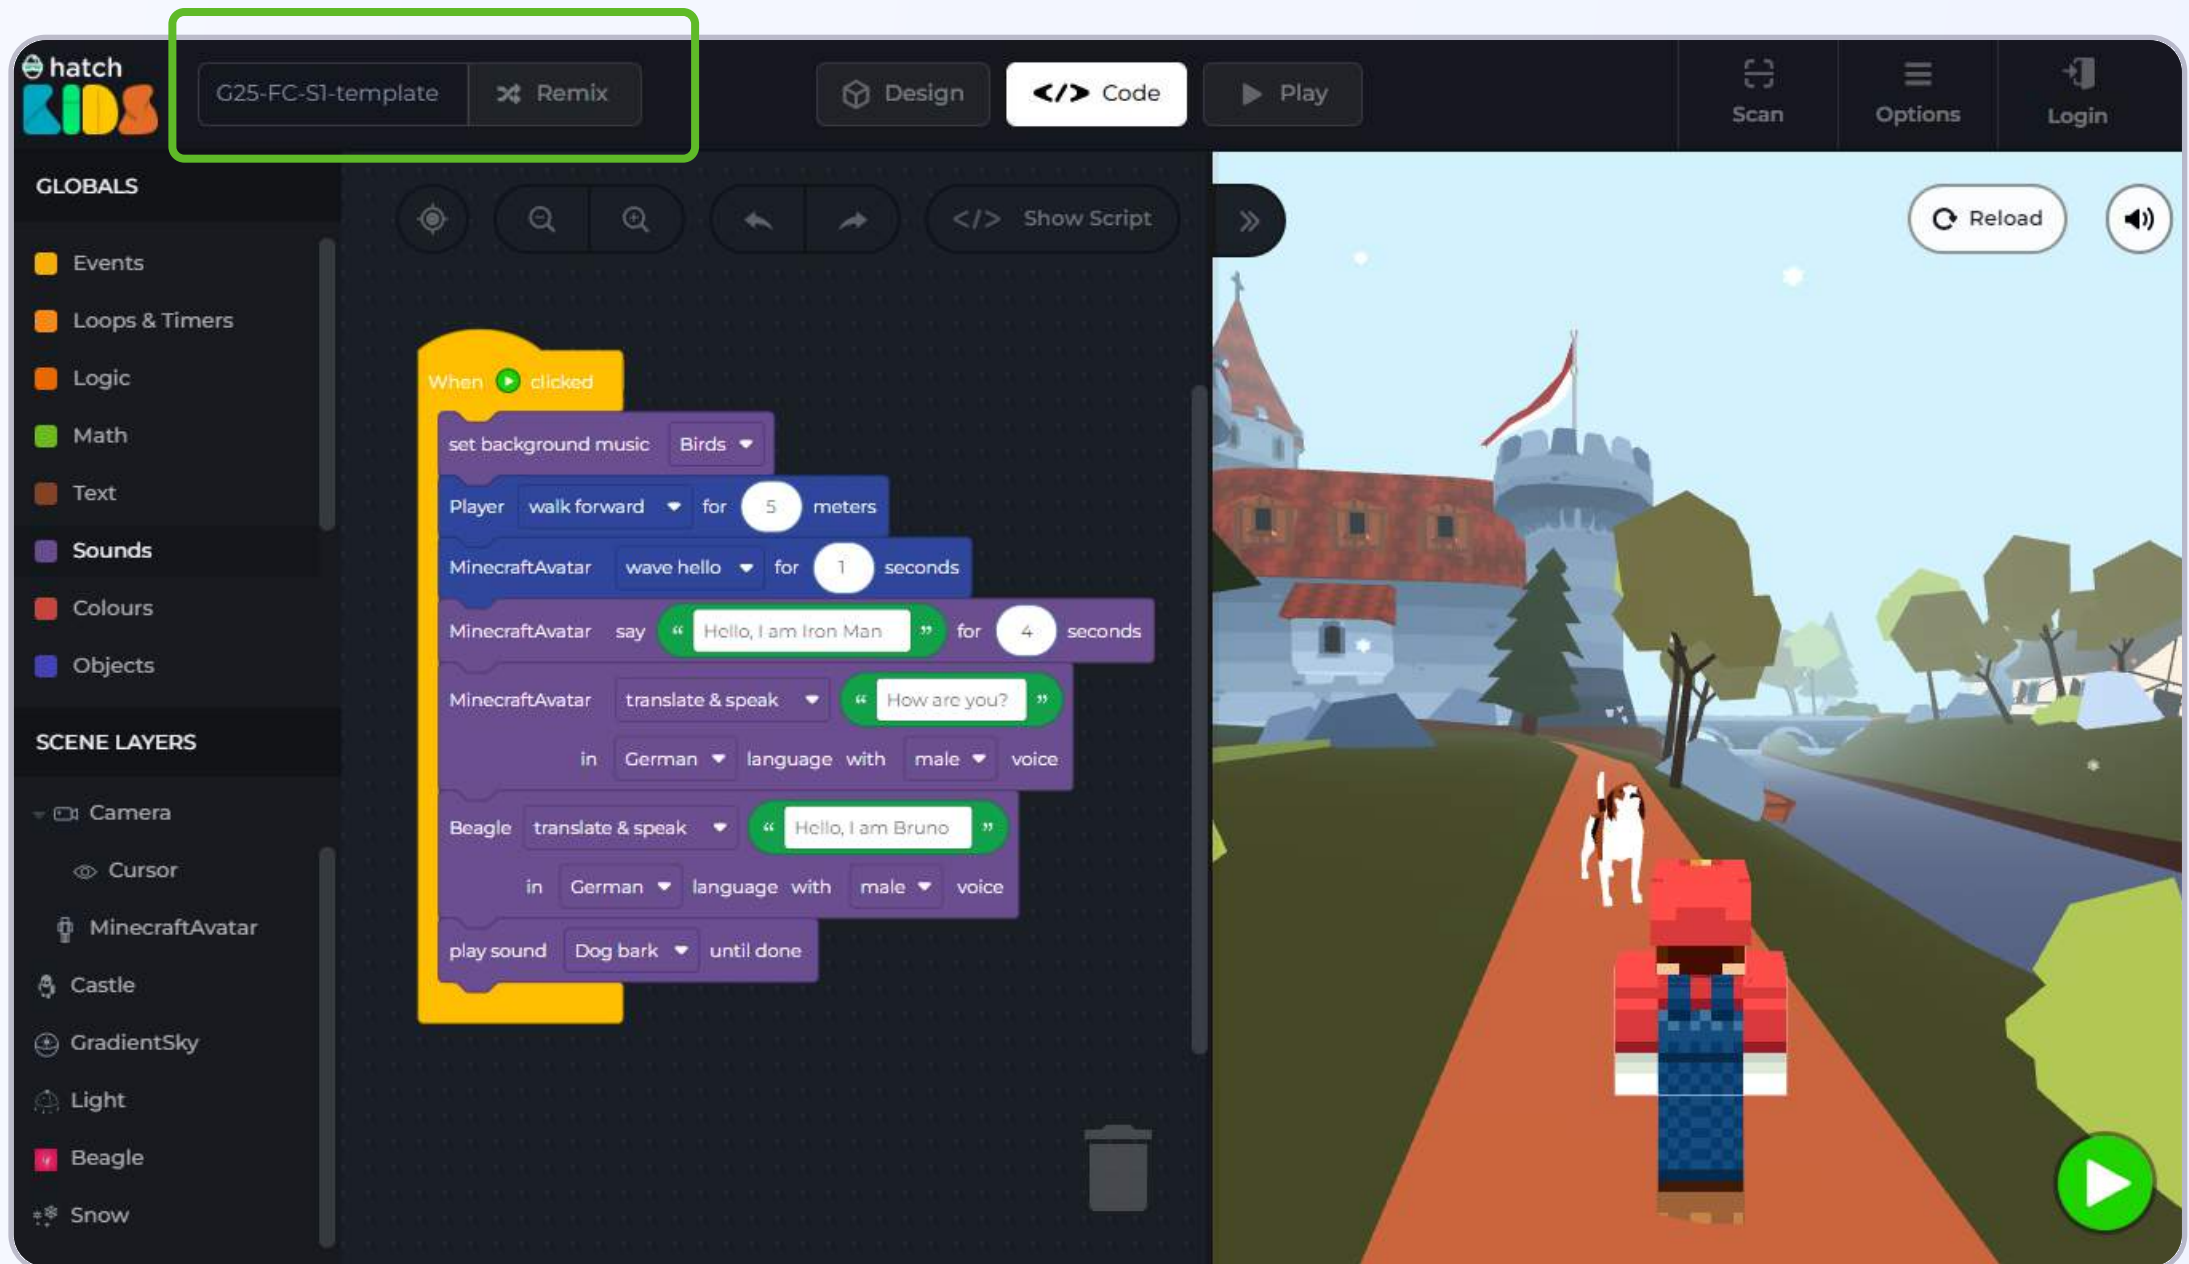 hatch
KIDS
G25-FC-S1-template Remix
Design </> Code Play
Scan Options Login
GLOBALS
Events
Loops & Timers
Logic
Math
Text
Sounds
Colours
Objects
SCENE LAYERS
Camera
Cursor
MinecraftAvatar
Castle
GradientSky
Light
Beagle
Snow
</> Show Script
When clicked
set background music Birds
Player walk forward for 5 meters
MinecraftAvatar wave hello for 1 seconds
MinecraftAvatar say “ Hello, I am Iron Man ” for 4 seconds
MinecraftAvatar translate & speak “ How are you? ”
in German language with male voice
Beagle translate & speak “ Hello, I am Bruno ”
in German language with male voice
play sound Dog bark until done
Reload